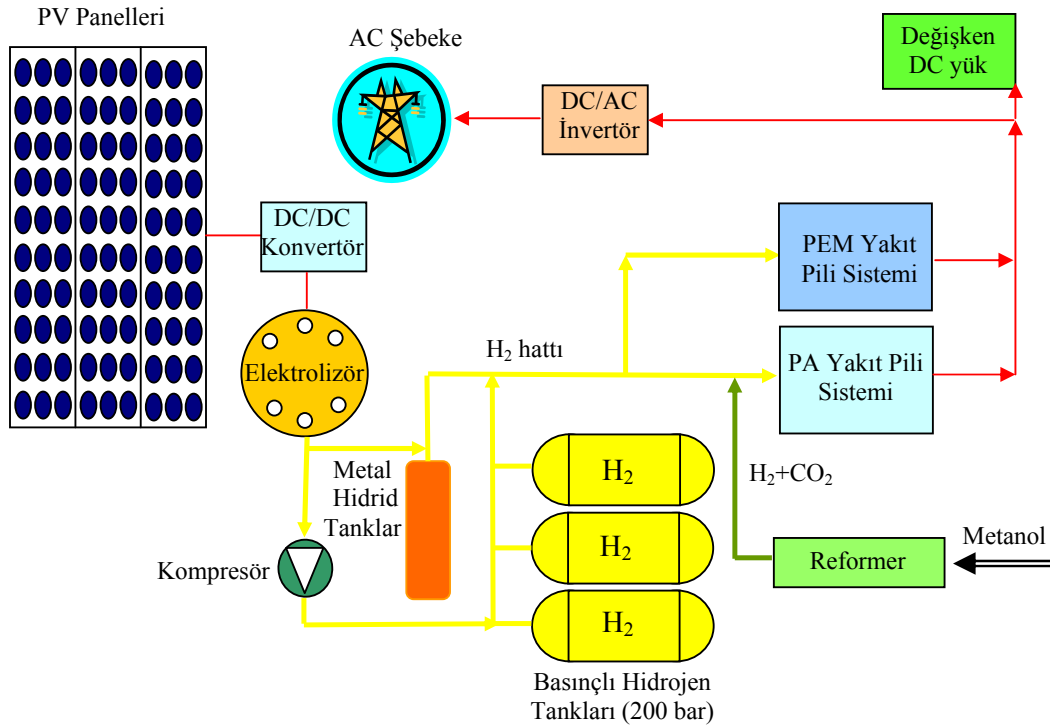 PV Panelleri
AC Şebeke
Değişken
DC yük
DC/AC
İnvertör
DC/DC
Konvertör
PEM Yakıt
Pili Sistemi
Elektrolizör
H₂ hattı
PA Yakıt Pili
Sistemi
Metal
Hidrid
Tanklar
H₂
H₂
H₂
H₂+CO₂
Metanol
Reformer
Kompresör
Basınçlı Hidrojen
Tankları (200 bar)